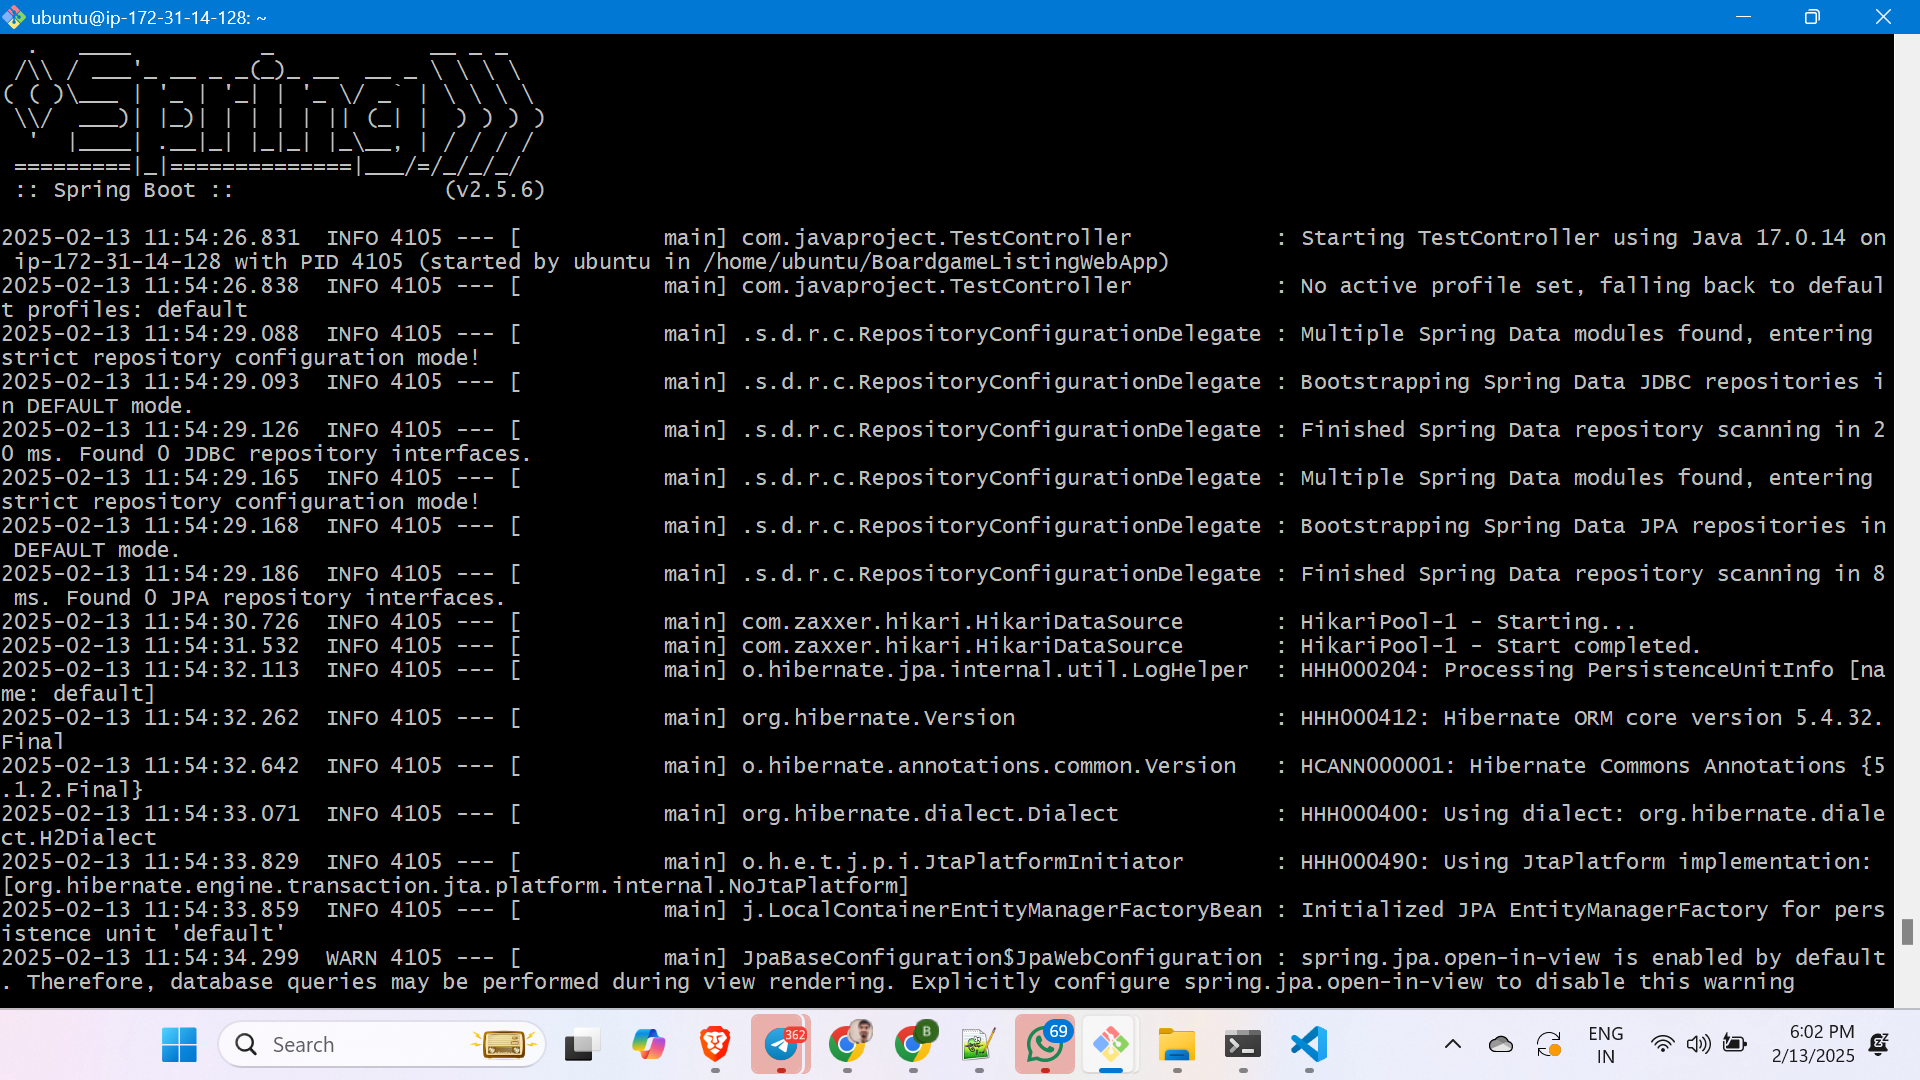 ubuntu@ip-172-31-14-128: ~
  .   ____          _            __ _ _
 /\\ / ___'_ __ _ _(_)_ __  __ _ \ \ \ \
( ( )\___ | '_ | '_| | '_ \/ _` | \ \ \ \
 \\/  ___)| |_)| | | | | || (_| |  ) ) ) )
  '  |____| .__|_| |_|_| |_\__, | / / / /
 =========|_|==============|___/=/_/_/_/
 :: Spring Boot ::                (v2.5.6)
2025-02-13 11:54:26.831  INFO 4105 --- [           main] com.javaproject.TestController           : Starting TestController using Java 17.0.14 on
 ip-172-31-14-128 with PID 4105 (started by ubuntu in /home/ubuntu/BoardgameListingWebApp)
2025-02-13 11:54:26.838  INFO 4105 --- [           main] com.javaproject.TestController           : No active profile set, falling back to defaul
t profiles: default
2025-02-13 11:54:29.088  INFO 4105 --- [           main] .s.d.r.c.RepositoryConfigurationDelegate : Multiple Spring Data modules found, entering
strict repository configuration mode!
2025-02-13 11:54:29.093  INFO 4105 --- [           main] .s.d.r.c.RepositoryConfigurationDelegate : Bootstrapping Spring Data JDBC repositories i
n DEFAULT mode.
2025-02-13 11:54:29.126  INFO 4105 --- [           main] .s.d.r.c.RepositoryConfigurationDelegate : Finished Spring Data repository scanning in 2
0 ms. Found 0 JDBC repository interfaces.
2025-02-13 11:54:29.165  INFO 4105 --- [           main] .s.d.r.c.RepositoryConfigurationDelegate : Multiple Spring Data modules found, entering
strict repository configuration mode!
2025-02-13 11:54:29.168  INFO 4105 --- [           main] .s.d.r.c.RepositoryConfigurationDelegate : Bootstrapping Spring Data JPA repositories in
 DEFAULT mode.
2025-02-13 11:54:29.186  INFO 4105 --- [           main] .s.d.r.c.RepositoryConfigurationDelegate : Finished Spring Data repository scanning in 8
 ms. Found 0 JPA repository interfaces.
2025-02-13 11:54:30.726  INFO 4105 --- [           main] com.zaxxer.hikari.HikariDataSource       : HikariPool-1 - Starting...
2025-02-13 11:54:31.532  INFO 4105 --- [           main] com.zaxxer.hikari.HikariDataSource       : HikariPool-1 - Start completed.
2025-02-13 11:54:32.113  INFO 4105 --- [           main] o.hibernate.jpa.internal.util.LogHelper  : HHH000204: Processing PersistenceUnitInfo [na
me: default]
2025-02-13 11:54:32.262  INFO 4105 --- [           main] org.hibernate.Version                    : HHH000412: Hibernate ORM core version 5.4.32.
Final
2025-02-13 11:54:32.642  INFO 4105 --- [           main] o.hibernate.annotations.common.Version   : HCANN000001: Hibernate Commons Annotations {5
.1.2.Final}
2025-02-13 11:54:33.071  INFO 4105 --- [           main] org.hibernate.dialect.Dialect            : HHH000400: Using dialect: org.hibernate.diale
ct.H2Dialect
2025-02-13 11:54:33.829  INFO 4105 --- [           main] o.h.e.t.j.p.i.JtaPlatformInitiator       : HHH000490: Using JtaPlatform implementation:
[org.hibernate.engine.transaction.jta.platform.internal.NoJtaPlatform]
2025-02-13 11:54:33.859  INFO 4105 --- [           main] j.LocalContainerEntityManagerFactoryBean : Initialized JPA EntityManagerFactory for pers
istence unit 'default'
2025-02-13 11:54:34.299  WARN 4105 --- [           main] JpaBaseConfiguration$JpaWebConfiguration : spring.jpa.open-in-view is enabled by default
. Therefore, database queries may be performed during view rendering. Explicitly configure spring.jpa.open-in-view to disable this warning
Search
362
B
69
ENG
IN
6:02 PM
2/13/2025